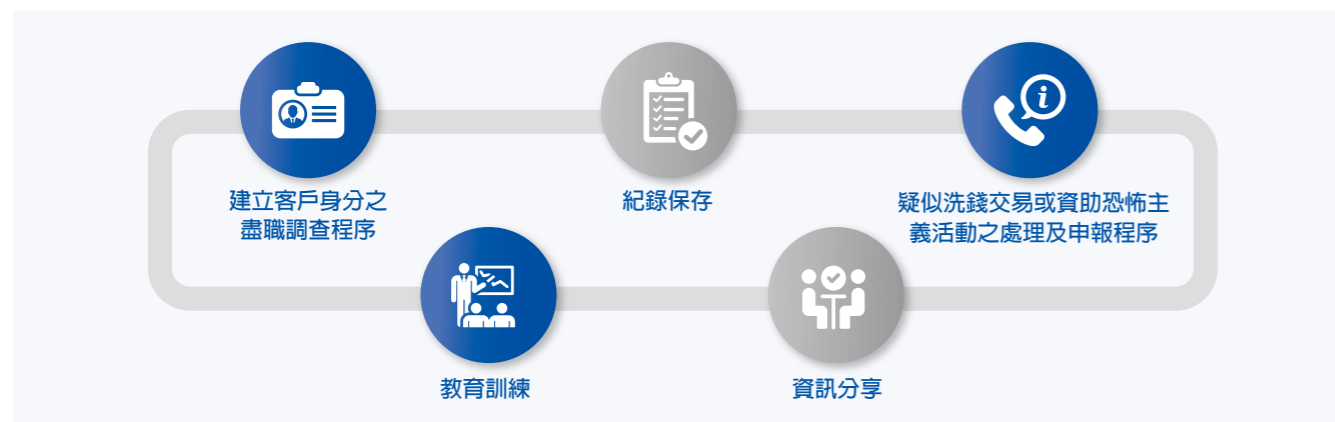 建立客戶身分之
盡職調查程序
紀錄保存
疑似洗錢交易或資助恐怖主
義活動之處理及申報程序
教育訓練
資訊分享